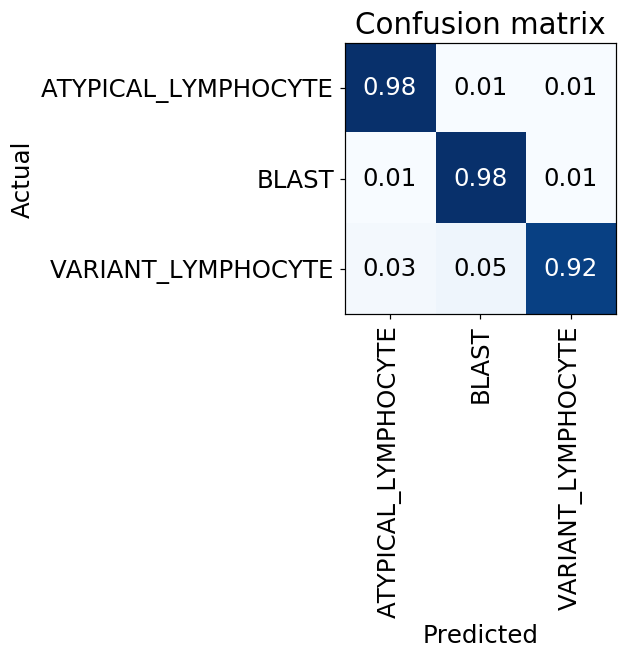 Confusion matrix
ATYPICAL_LYMPHOCYTE 0.98 0.01 0.01
BLAST 0.01 0.98 0.01
VARIANT_LYMPHOCYTE 0.03 0.05 0.92
Actual
ATYPICAL_LYMPHOCYTE
BLAST
VARIANT_LYMPHOCYTE
Predicted